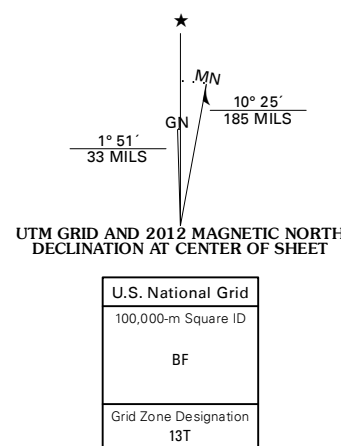 ★
MN
GN
10° 25´
185 MILS
1° 51´
33 MILS
UTM GRID AND 2012 MAGNETIC NORTH
DECLINATION AT CENTER OF SHEET
U.S. National Grid
100,000-m Square ID
BF
Grid Zone Designation
13T